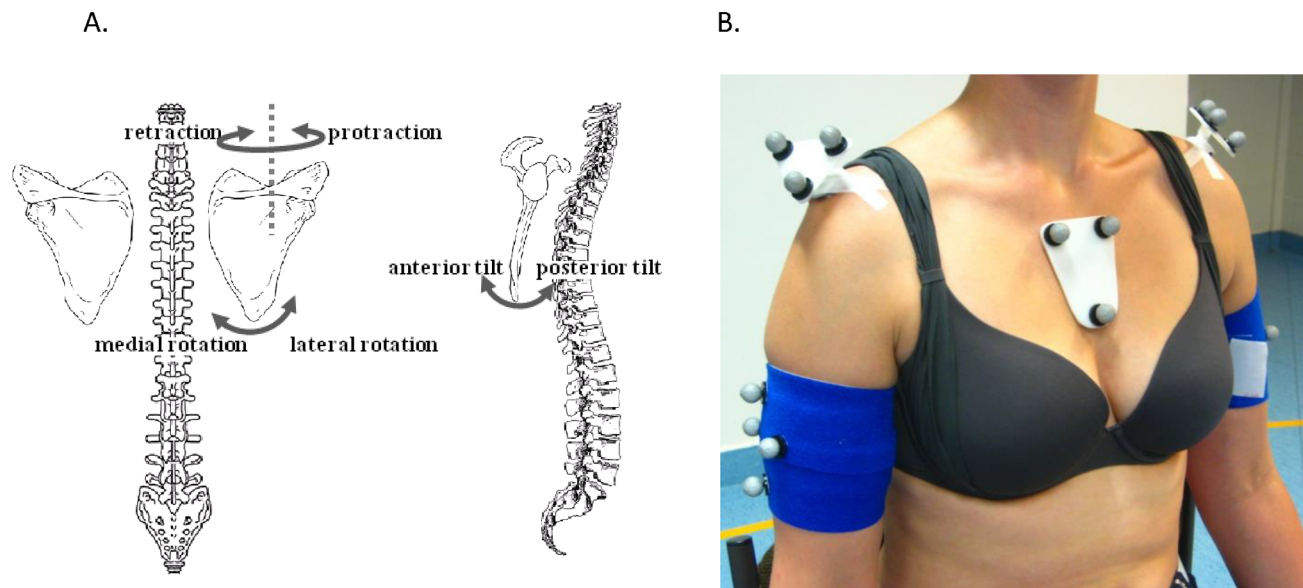 A.
B.
retraction
protraction
anterior tilt
posterior tilt
medial rotation
lateral rotation